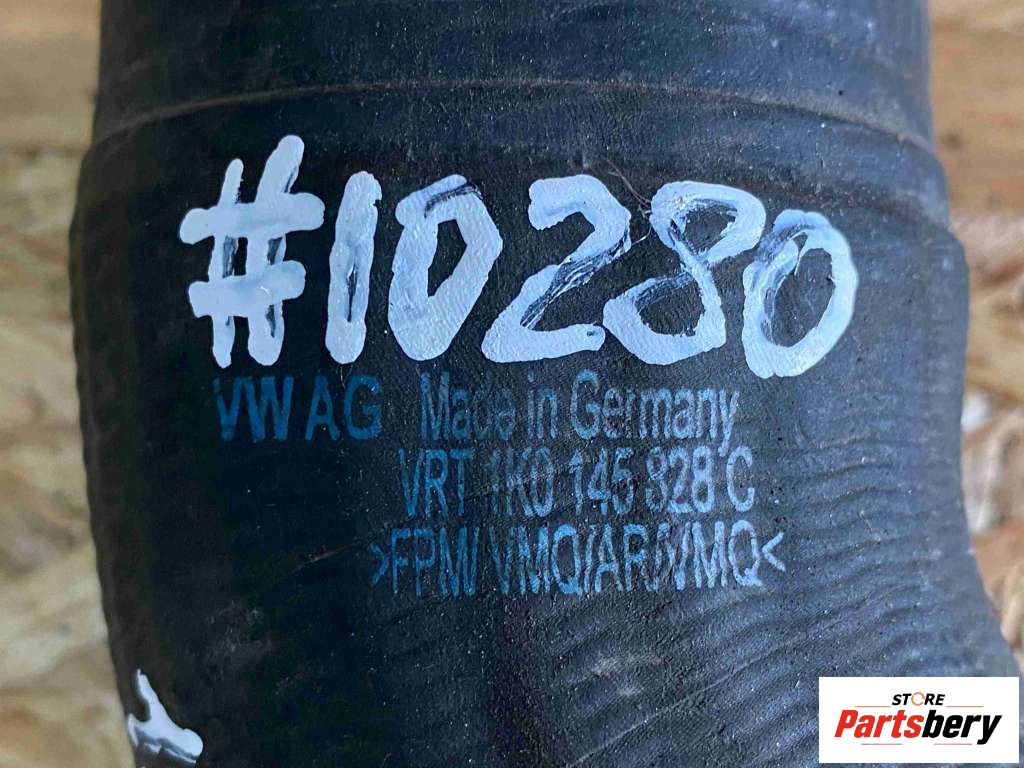 #10280
VW AG Made in Germany
VRT 1K0 145 828 C
>FPM/ VMQ/AR/VMQ<
STORE
Partsbery